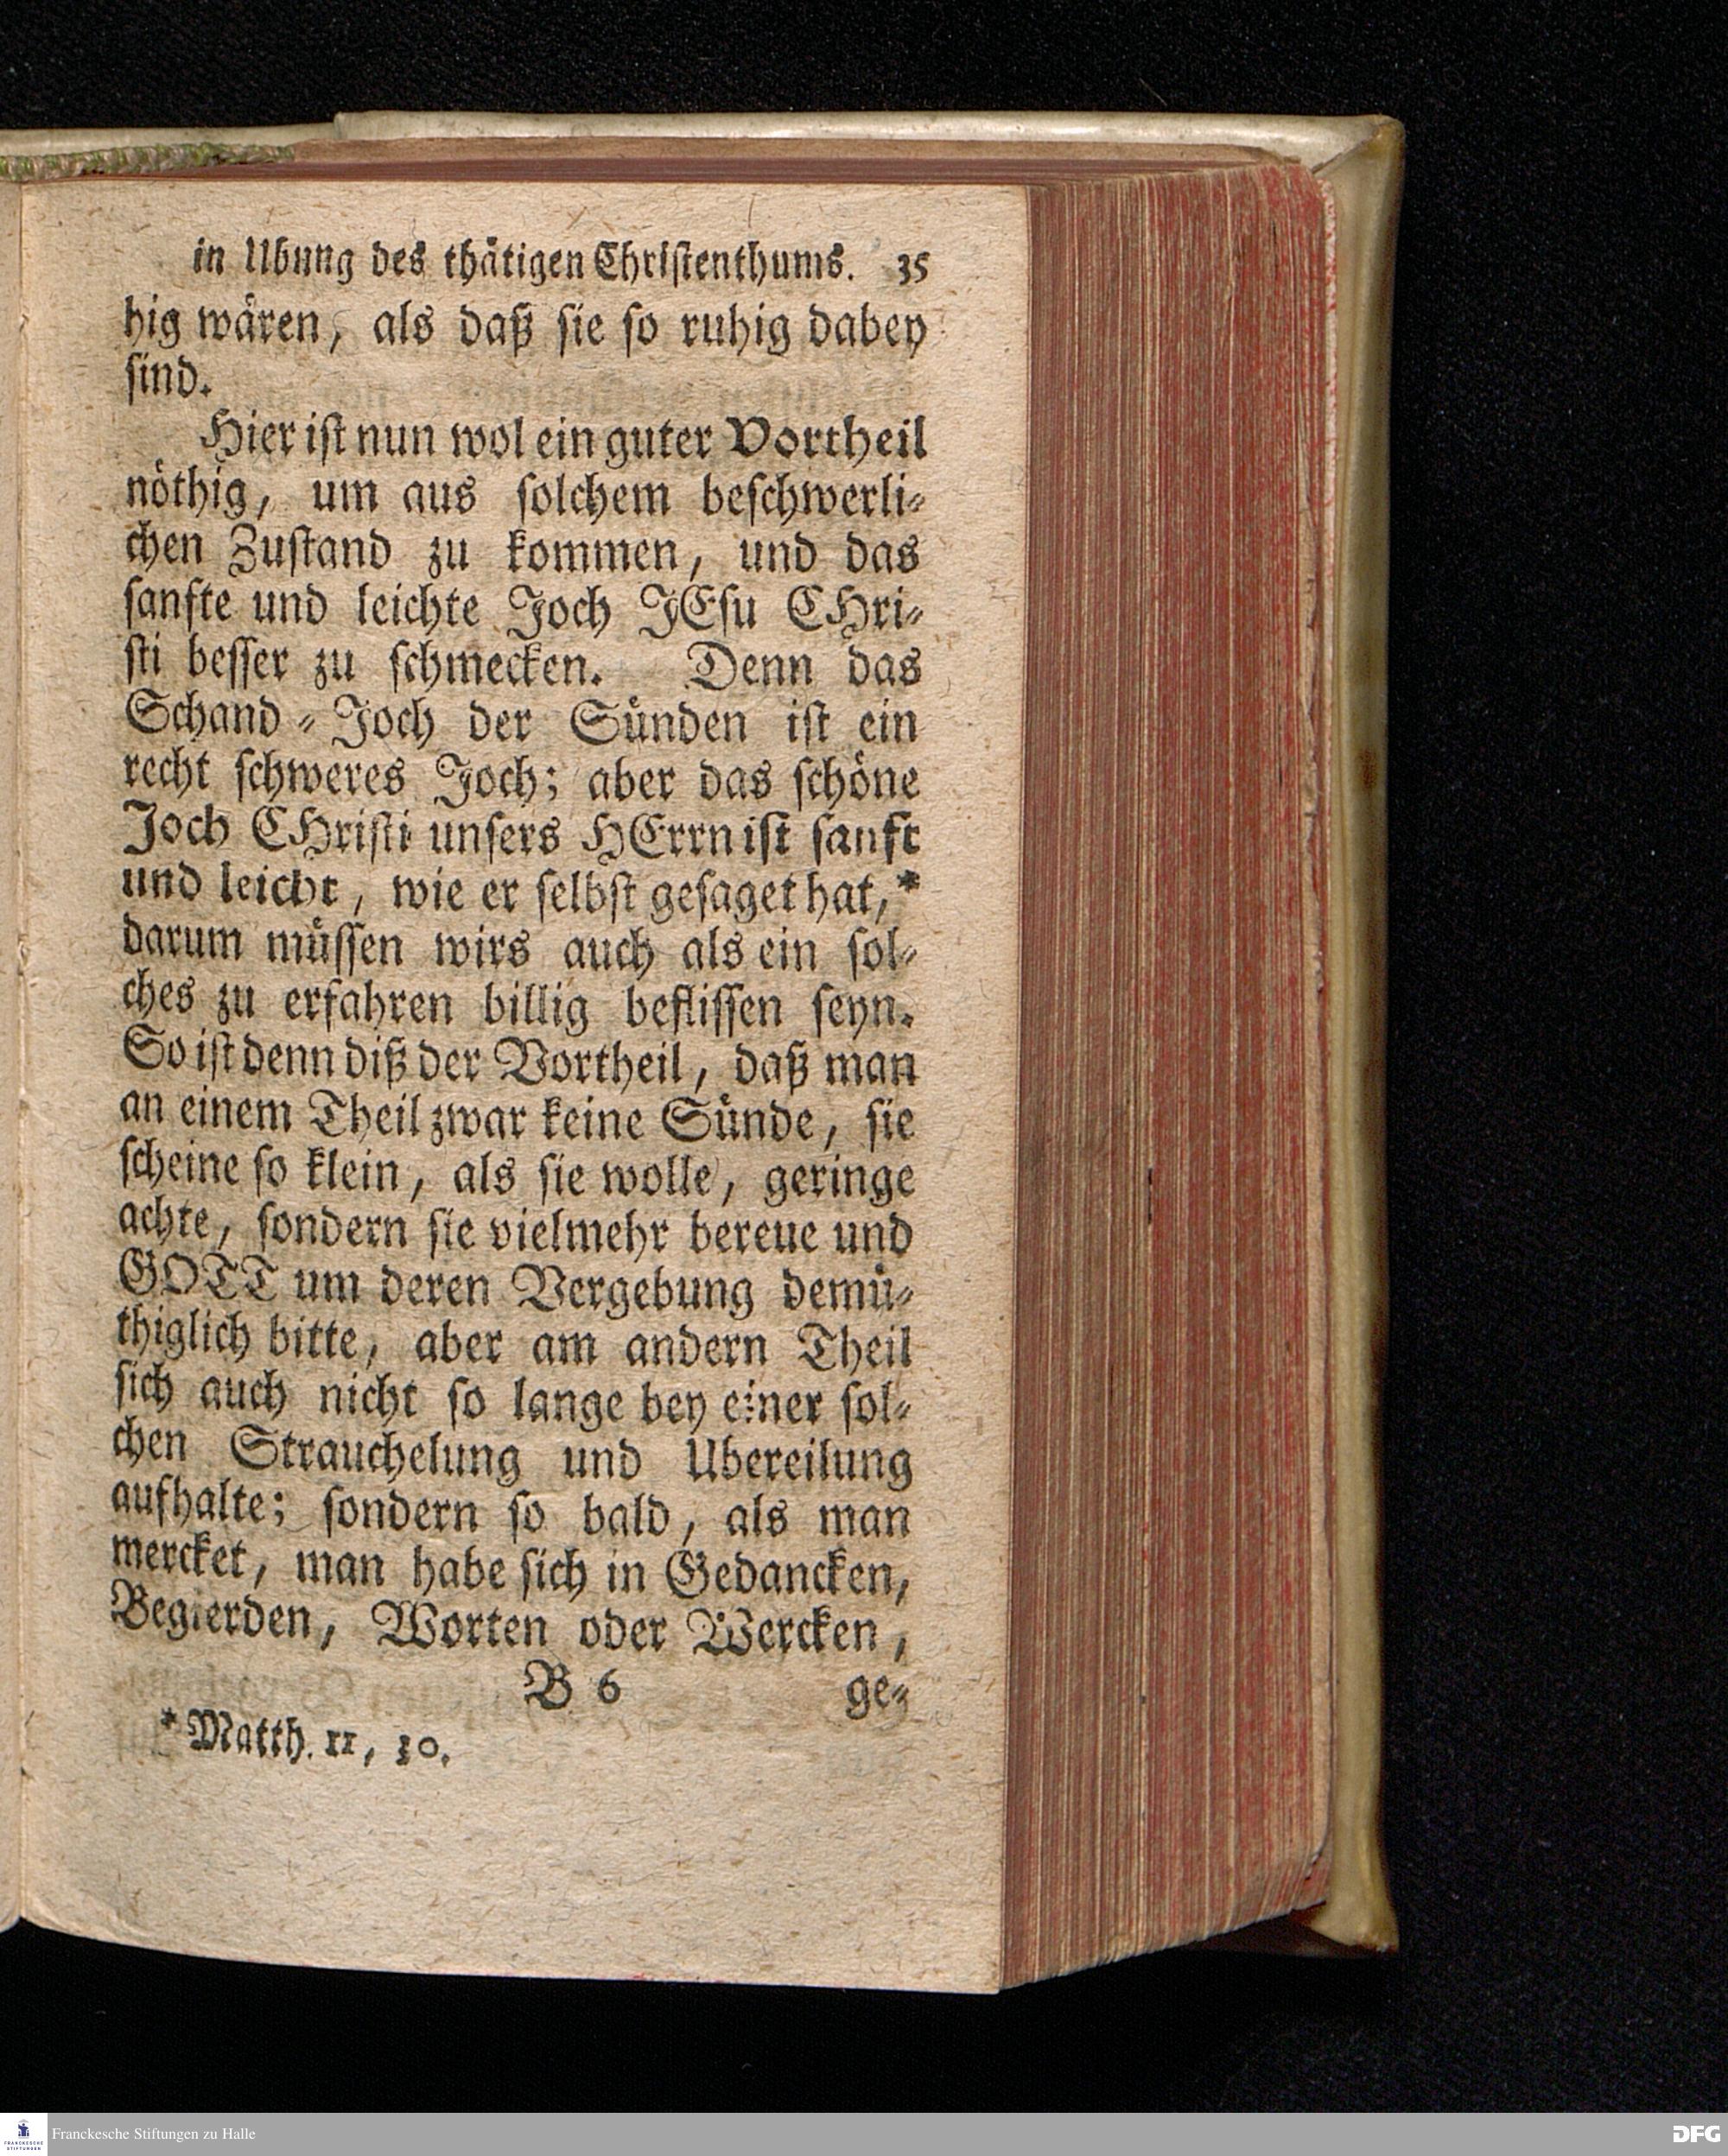 in Ubung des thätigen Christenthums. 35
hig wären, als daß sie so ruhig dabey
sind.
Hier ist nun wol ein guter Vortheil
nöthig, um aus solchem beschwerli-
chen Zustand zu kommen, und das
sanfte und leichte Joch JEsu CHri-
sti besser zu schmecken. Denn das
Schand-Joch der Sünden ist ein
recht schweres Joch; aber das schöne
Joch CHristi unsers HErrn ist sanft
und leicht, wie er selbst gesaget hat,*
darum müssen wirs auch als ein sol-
ches zu erfahren billig beflissen seyn.
So ist denn diß der Vortheil, daß man
an einem Theil zwar keine Sünde, sie
scheine so klein, als sie wolle, geringe
achte, sondern sie vielmehr bereue und
GOTT um deren Vergebung demü-
thiglich bitte, aber am andern Theil
sich auch nicht so lange bey einer sol-
chen Strauchelung und Ubereilung
aufhalte; sondern so bald, als man
mercket, man habe sich in Gedancken,
Begierden, Worten oder Wercken,
B 6 ge-
* Matth. 11, 30.
FRANCKESCHE STIFTUNGEN
Franckesche Stiftungen zu Halle
DFG